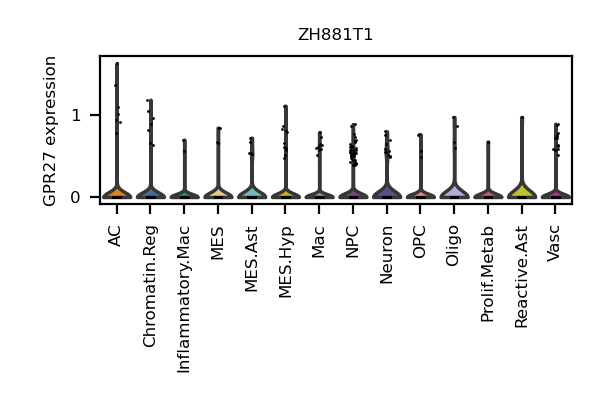 ZH881T1
GPR27 expression
1
0
AC
Chromatin.Reg
Inflammatory.Mac
MES
MES.Ast
MES.Hyp
Mac
NPC
Neuron
OPC
Oligo
Prolif.Metab
Reactive.Ast
Vasc